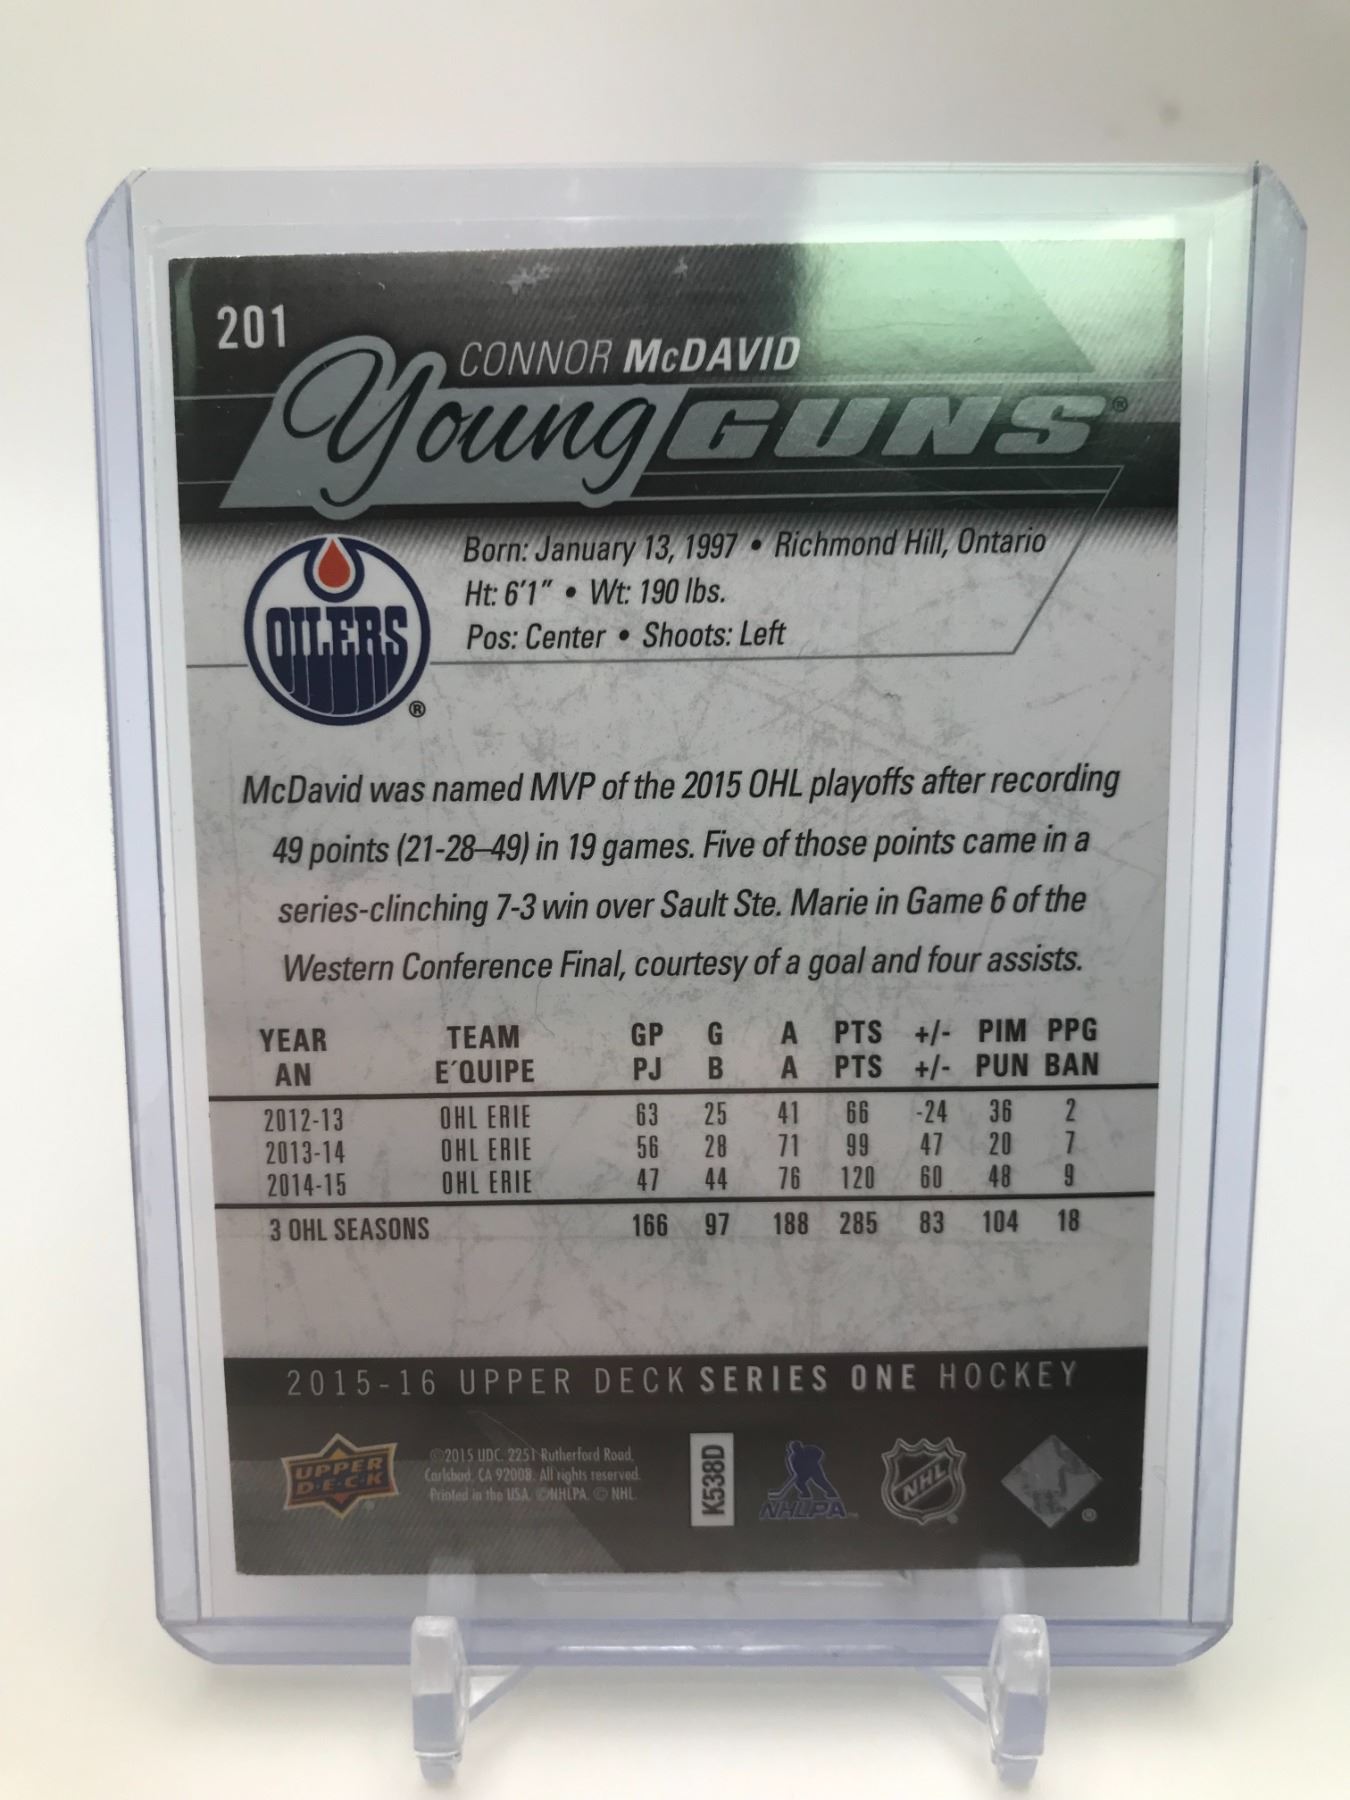 201
CONNOR McDAVID
Young GUNS®
Born: January 13, 1997 • Richmond Hill, Ontario
Ht: 6'1" • Wt: 190 lbs.
Pos: Center • Shoots: Left
OILERS
®
McDavid was named MVP of the 2015 OHL playoffs after recording
49 points (21-28–49) in 19 games. Five of those points came in a
series-clinching 7-3 win over Sault Ste. Marie in Game 6 of the
Western Conference Final, courtesy of a goal and four assists.
YEAR TEAM GP G A PTS +/- PIM PPG
AN E´QUIPE PJ B A PTS +/- PUN BAN
2012-13 OHL ERIE 63 25 41 66 -24 36 2
2013-14 OHL ERIE 56 28 71 99 47 20 7
2014-15 OHL ERIE 47 44 76 120 60 48 9
3 OHL SEASONS 166 97 188 285 83 104 18
2015-16 UPPER DECK SERIES ONE HOCKEY
UPPER
D·E·C·K
®
©2015 UDC. 2251 Rutherford Road,
Carlsbad, CA 92008. All rights reserved.
Printed in the USA. ©NHLPA. © NHL.
K538D
NHLPA
NHL
®
®